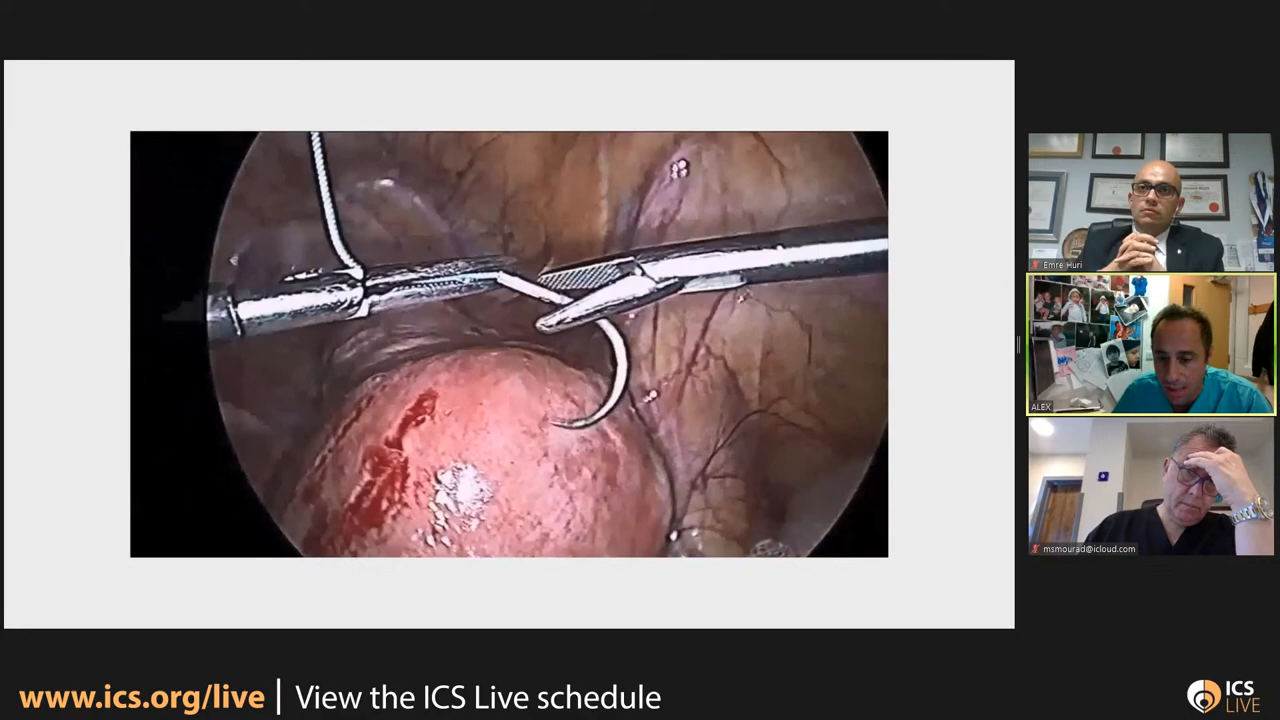 Emre Huri
ALEX
msmourad@icloud.com
www.ics.org/live | View the ICS Live schedule
ICS
LIVE